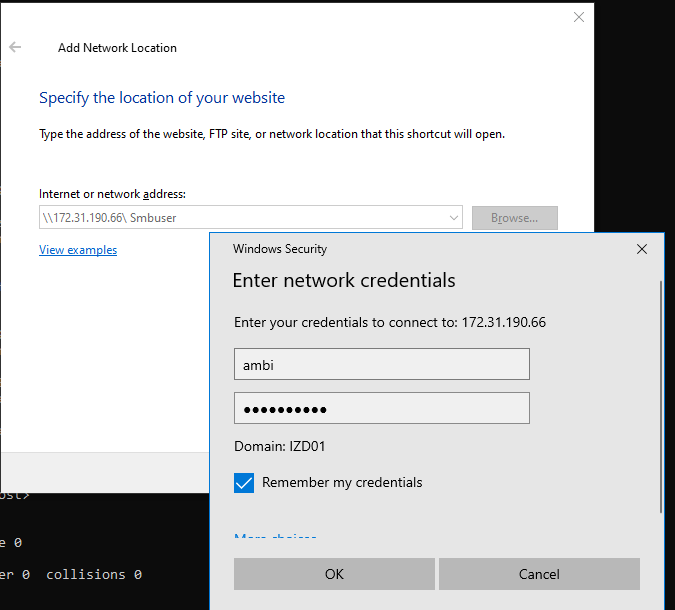 Add Network Location
Specify the location of your website
Type the address of the website, FTP site, or network location that this shortcut will open.
Internet or network address:
\\172.31.190.66\ Smbuser
Browse...
View examples
Windows Security
Enter network credentials
Enter your credentials to connect to: 172.31.190.66
ambi
●●●●●●●●●●
Domain: IZD01
Remember my credentials
More choices
OK
Cancel
ost>
e 0
er 0  collisions 0